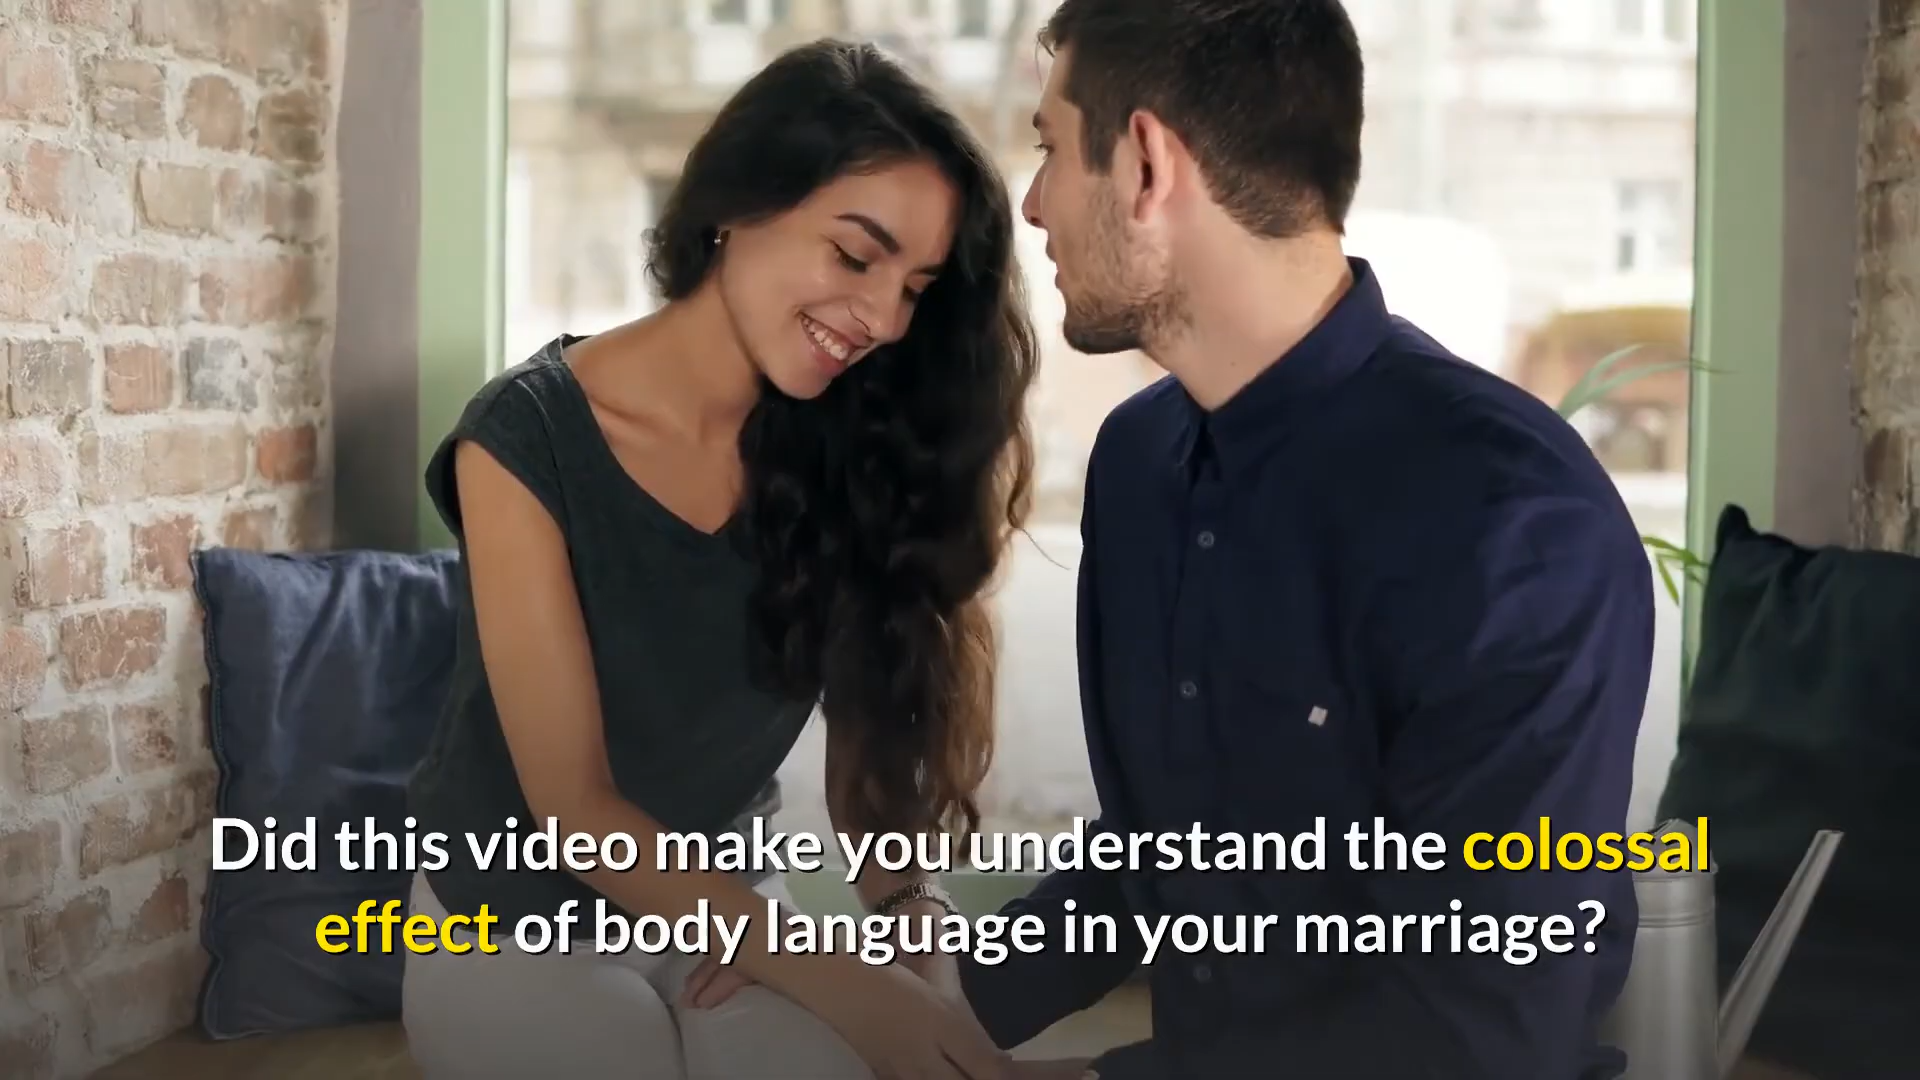 Did this video make you understand the colossal
effect of body language in your marriage?